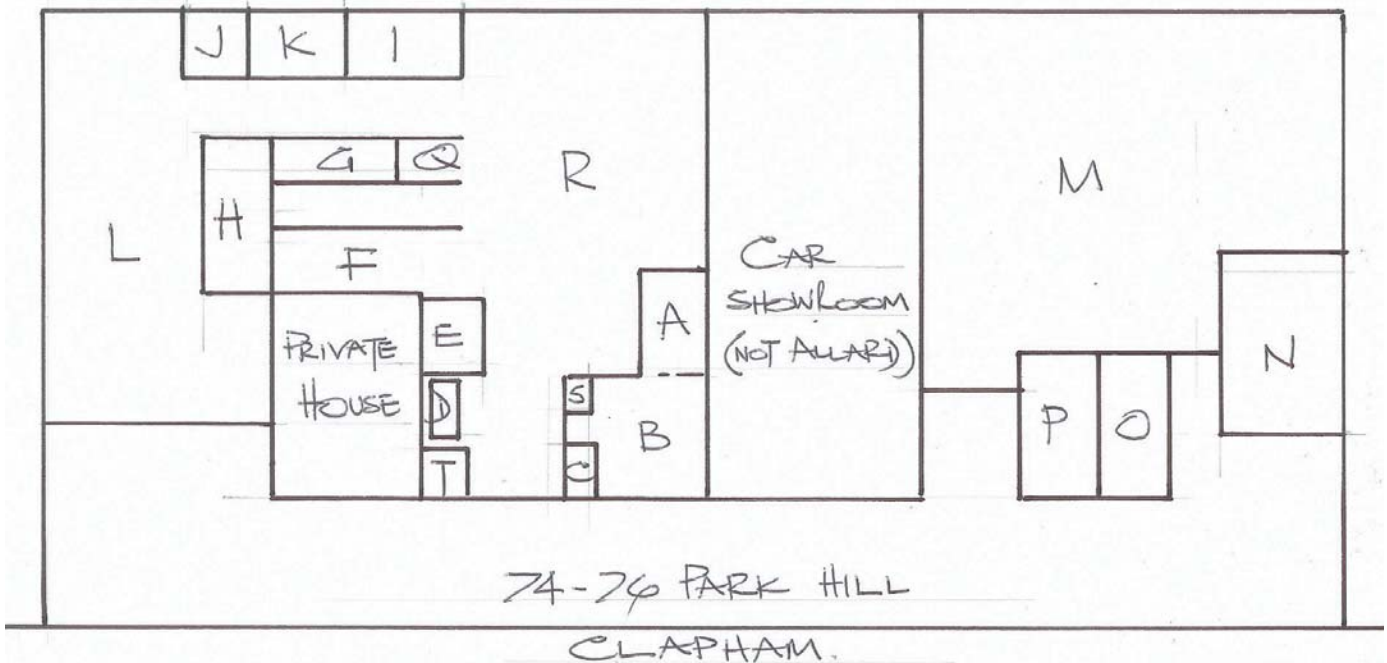 J K I
G Q
R
M
H
L
F
CAR
SHOWROOM
(NOT ALLARD)
A
E
PRIVATE
HOUSE
N
S
D
B
P O
T
C
74-76 PARK HILL
CLAPHAM.